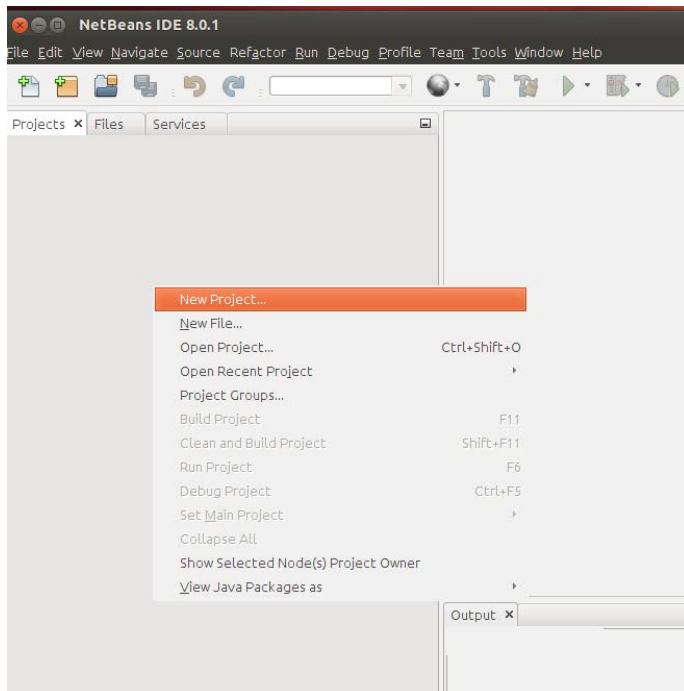 NetBeans IDE 8.0.1
File Edit View Navigate Source Refactor Run Debug Profile Team Tools Window Help
Projects Files Services
New Project...
New File...
Open Project... Ctrl+Shift+O
Open Recent Project
Project Groups...
Build Project F11
Clean and Build Project Shift+F11
Run Project F6
Debug Project Ctrl+F5
Set Main Project
Collapse All
Show Selected Node(s) Project Owner
View Java Packages as
Output